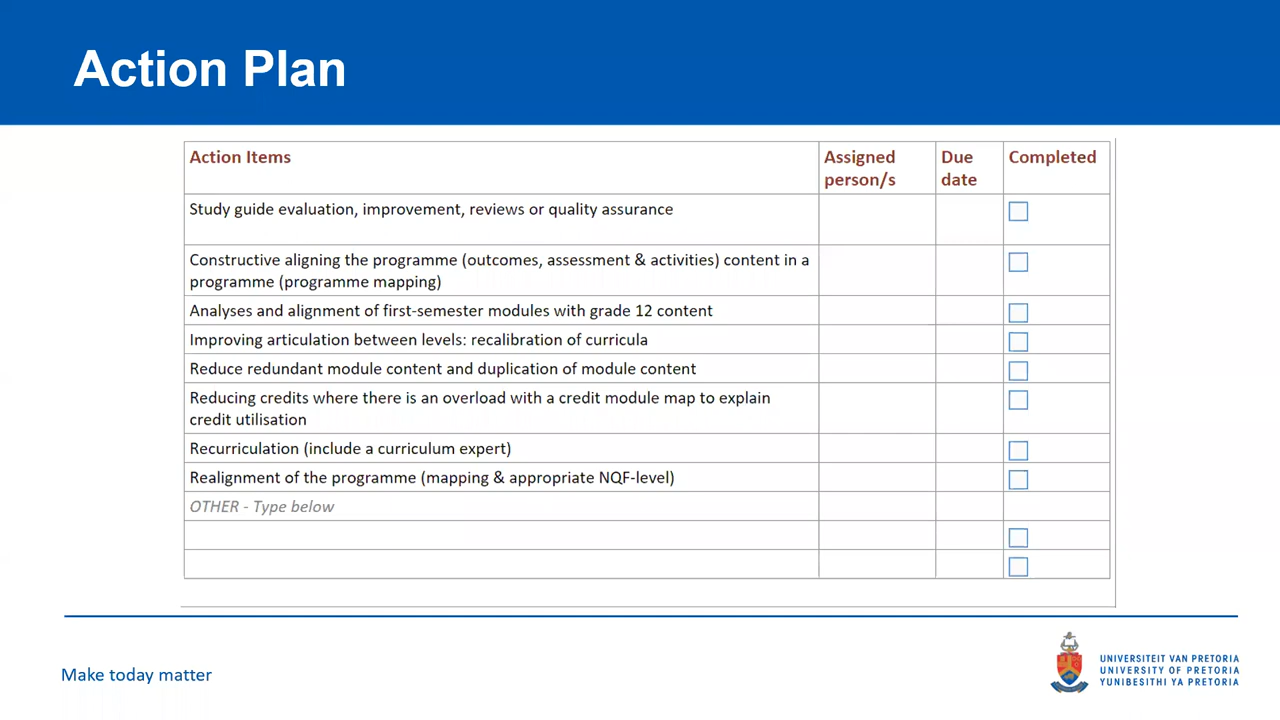 Action Plan
Action Items
Assigned
person/s
Due
date
Completed
Study guide evaluation, improvement, reviews or quality assurance
Constructive aligning the programme (outcomes, assessment & activities) content in a
programme (programme mapping)
Analyses and alignment of first-semester modules with grade 12 content
Improving articulation between levels: recalibration of curricula
Reduce redundant module content and duplication of module content
Reducing credits where there is an overload with a credit module map to explain
credit utilisation
Recurriculation (include a curriculum expert)
Realignment of the programme (mapping & appropriate NQF-level)
OTHER - Type below
Make today matter
UNIVERSITEIT VAN PRETORIA
UNIVERSITY OF PRETORIA
YUNIBESITHI YA PRETORIA